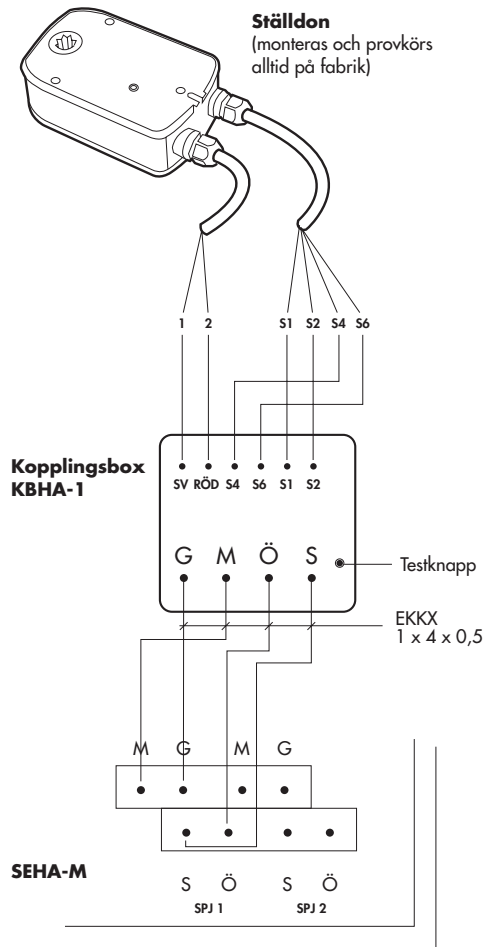 Ställdon
(monteras och provkörs
alltid på fabrik)
1 2 S1 S2 S4 S6
Kopplingsbox
KBHA-1
SV RÖD S4 S6 S1 S2
G M Ö S
Testknapp
EKKX
1 x 4 x 0,5
M G M G
SEHA-M
S Ö S Ö
SPJ 1 SPJ 2